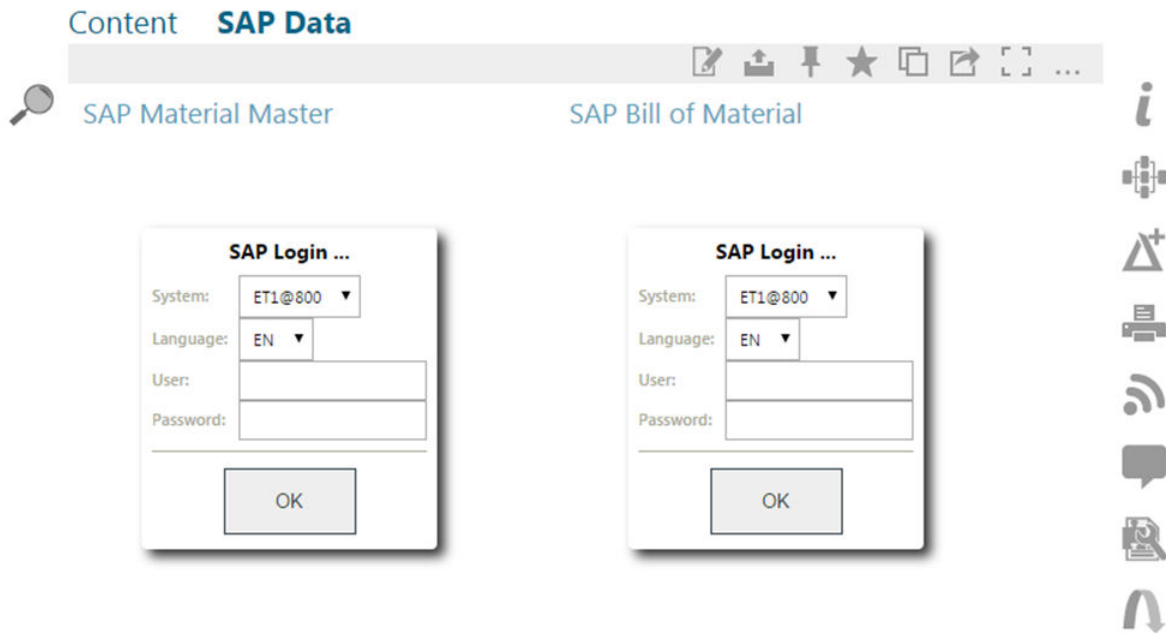 Content SAP Data
...
SAP Material Master SAP Bill of Material
SAP Login ... SAP Login ...
System: ET1@800 System: ET1@800
Language: EN Language: EN
User: User:
Password: Password:
OK OK